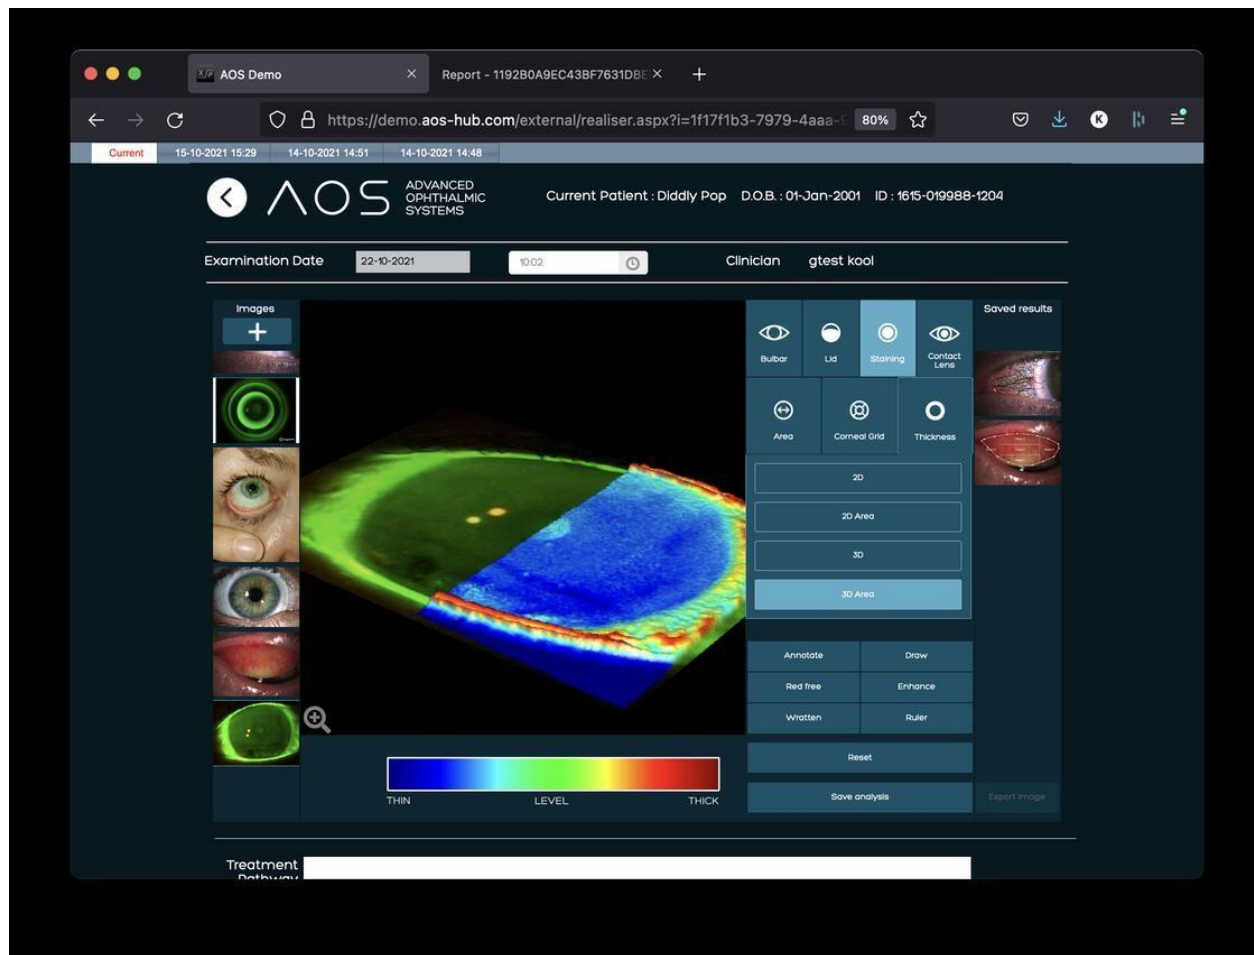 AOS Demo
Report - 1192B0A9EC43BF7631DBE
https://demo.aos-hub.com/external/realiser.aspx?i=1f17f1b3-7979-4aaa-
80%
K
Current
15-10-2021 15:29
14-10-2021 14:51
14-10-2021 14:48
AOS
ADVANCED
OPHTHALMIC
SYSTEMS
Current Patient : Diddly Pop D.O.B. : 01-Jan-2001 ID : 1615-019988-1204
Examination Date
22-10-2021
10:02
Clinician gtest kool
Images
+
Bulbar
Lid
Staining
Contact
Lens
Saved results
Area
Corneal Grid
Thickness
2D
2D Area
3D
3D Area
Annotate
Draw
Red free
Enhance
Wratten
Ruler
Reset
Save analysis
Export Image
THIN
LEVEL
THICK
Treatment
Pathway